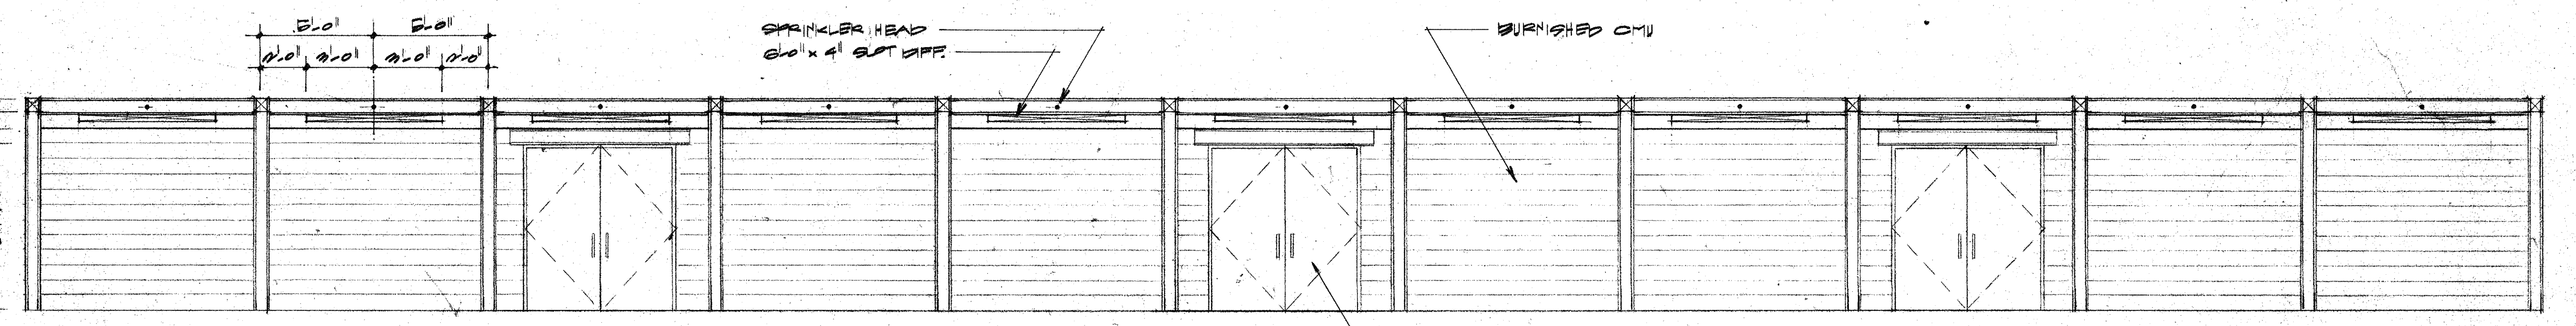 5'-0" 5'-0"
2'-0" 3'-0" 3'-0" 2'-0"
SPRINKLER HEAD
6'-0" x 4" SLOT DIFF.
BURNISHED CMU